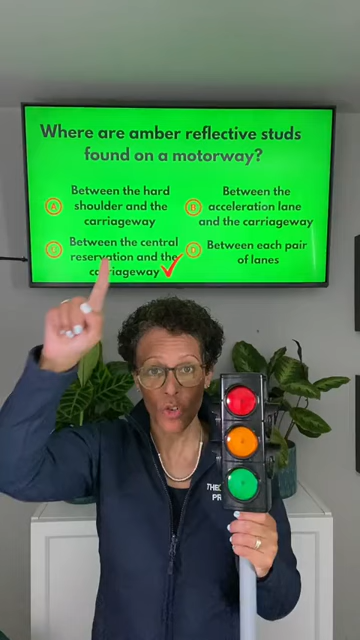 Where are amber reflective studs
found on a motorway?
A
Between the hard
shoulder and the
carriageway
B
Between the
acceleration lane
and the carriageway
Between the central
reservation and the
carriageway
Between each pair
of lanes
PR